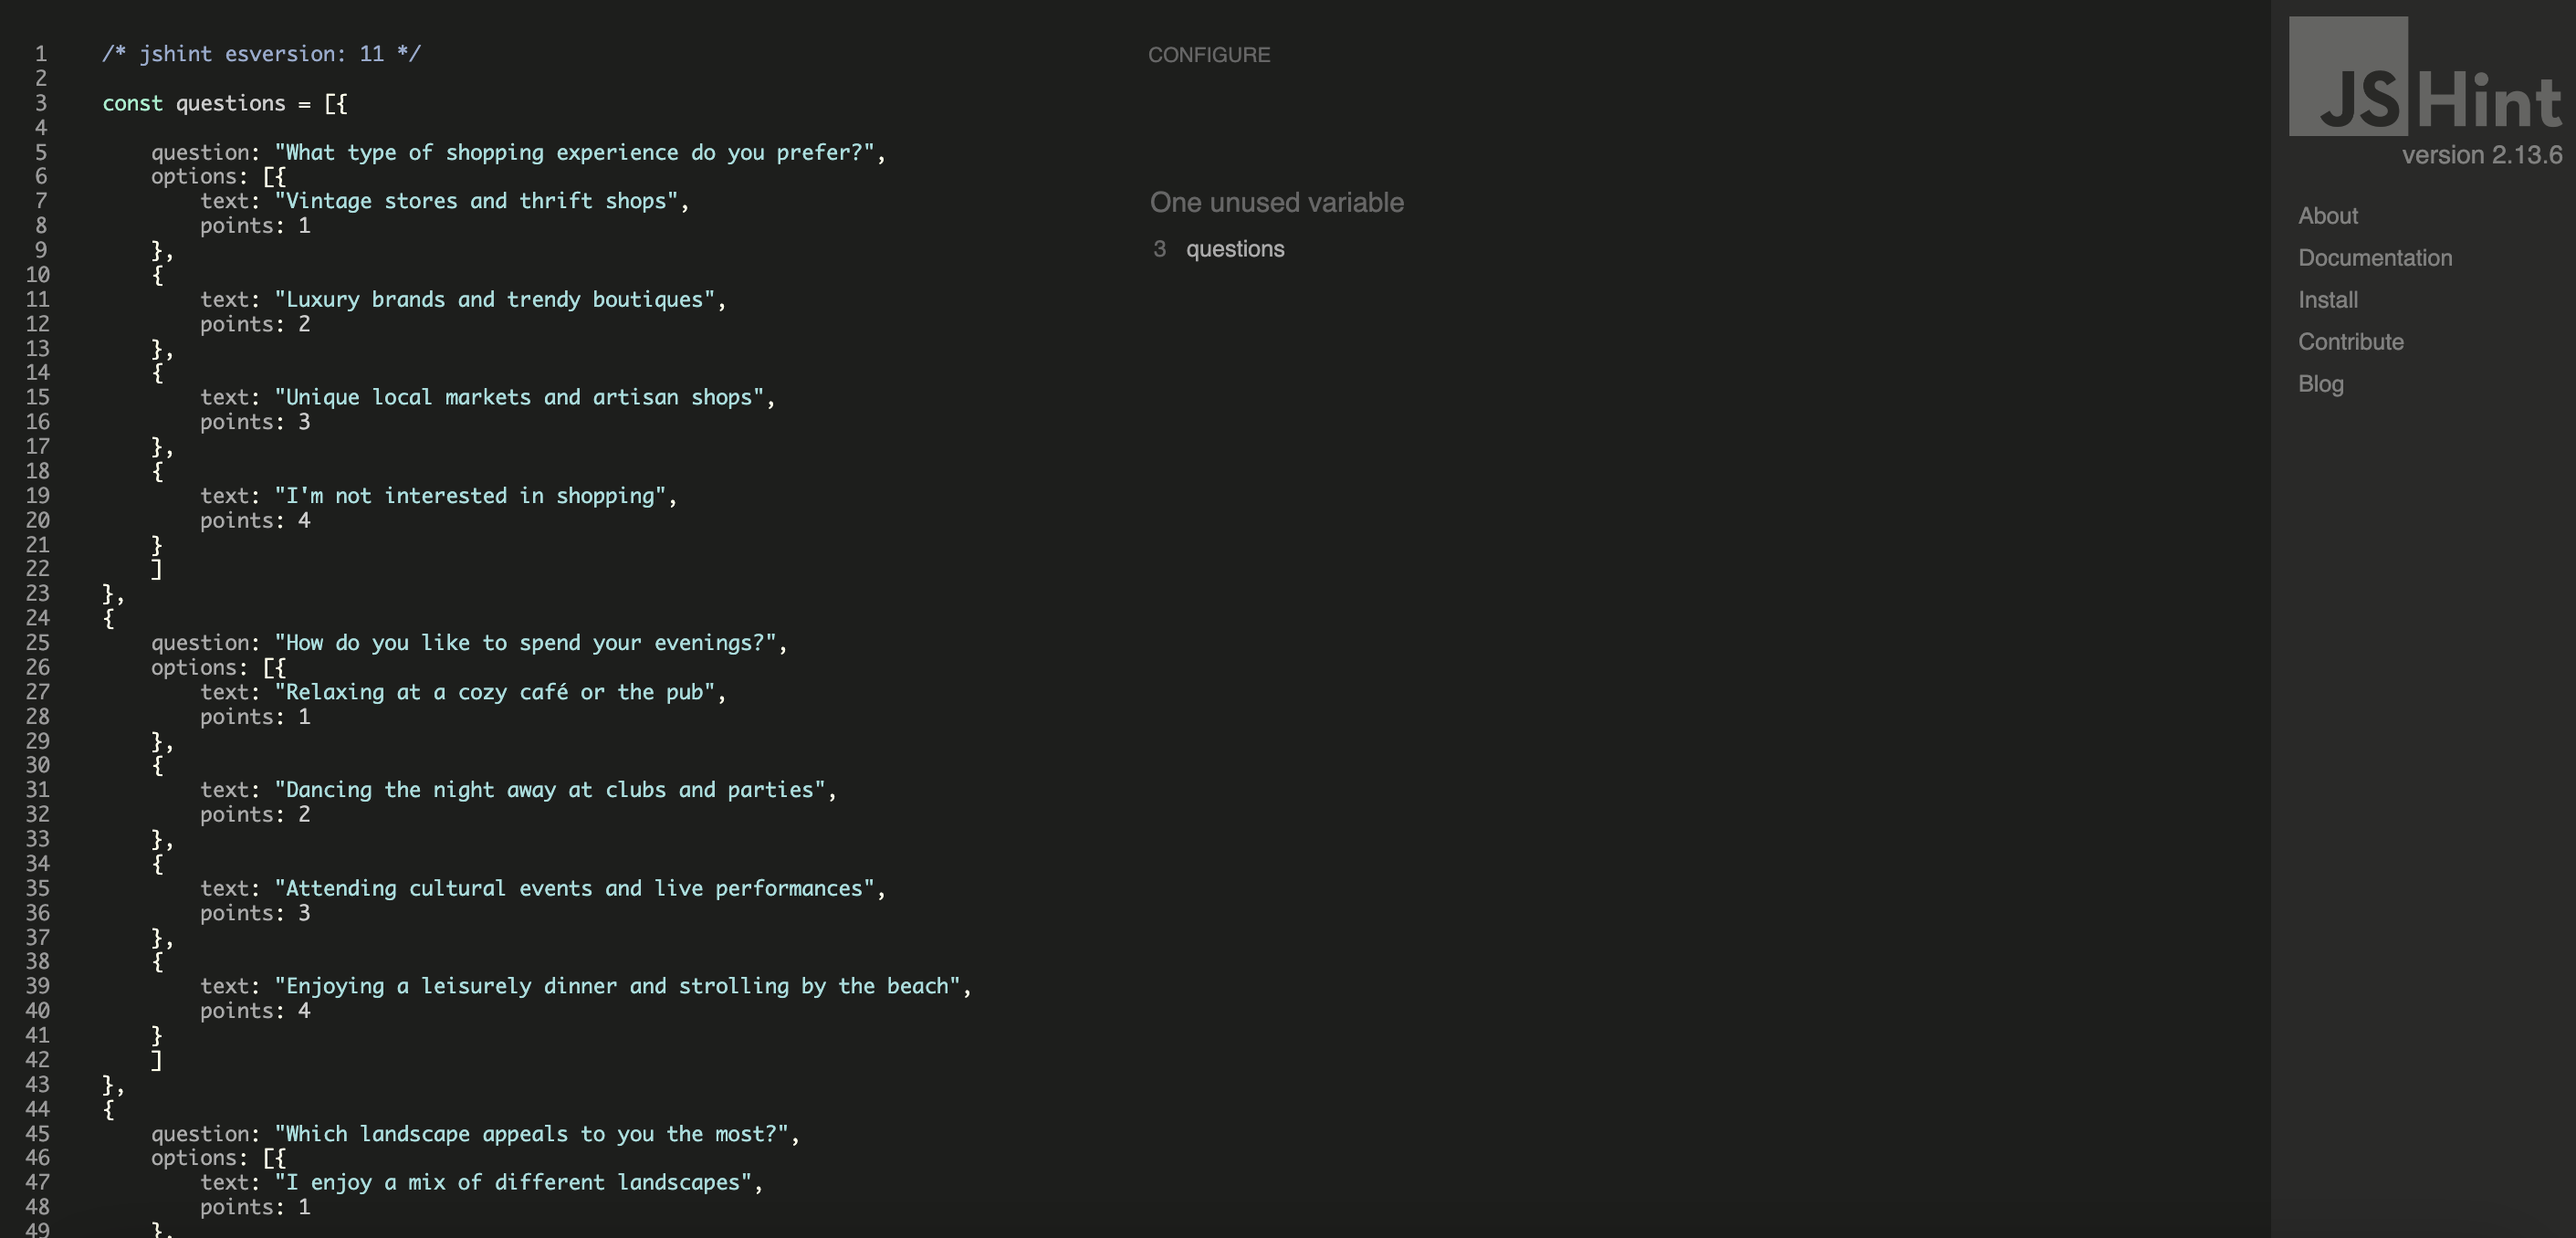 1 /* jshint esversion: 11 */
2
3 const questions = [{
4
5 question: "What type of shopping experience do you prefer?",
6 options: [{
7 text: "Vintage stores and thrift shops",
8 points: 1
9 },
10 {
11 text: "Luxury brands and trendy boutiques",
12 points: 2
13 },
14 {
15 text: "Unique local markets and artisan shops",
16 points: 3
17 },
18 {
19 text: "I'm not interested in shopping",
20 points: 4
21 }
22 ]
23 },
24 {
25 question: "How do you like to spend your evenings?",
26 options: [{
27 text: "Relaxing at a cozy café or the pub",
28 points: 1
29 },
30 {
31 text: "Dancing the night away at clubs and parties",
32 points: 2
33 },
34 {
35 text: "Attending cultural events and live performances",
36 points: 3
37 },
38 {
39 text: "Enjoying a leisurely dinner and strolling by the beach",
40 points: 4
41 }
42 ]
43 },
44 {
45 question: "Which landscape appeals to you the most?",
46 options: [{
47 text: "I enjoy a mix of different landscapes",
48 points: 1
49 },
CONFIGURE
One unused variable
3 questions
JSHint
version 2.13.6
About
Documentation
Install
Contribute
Blog